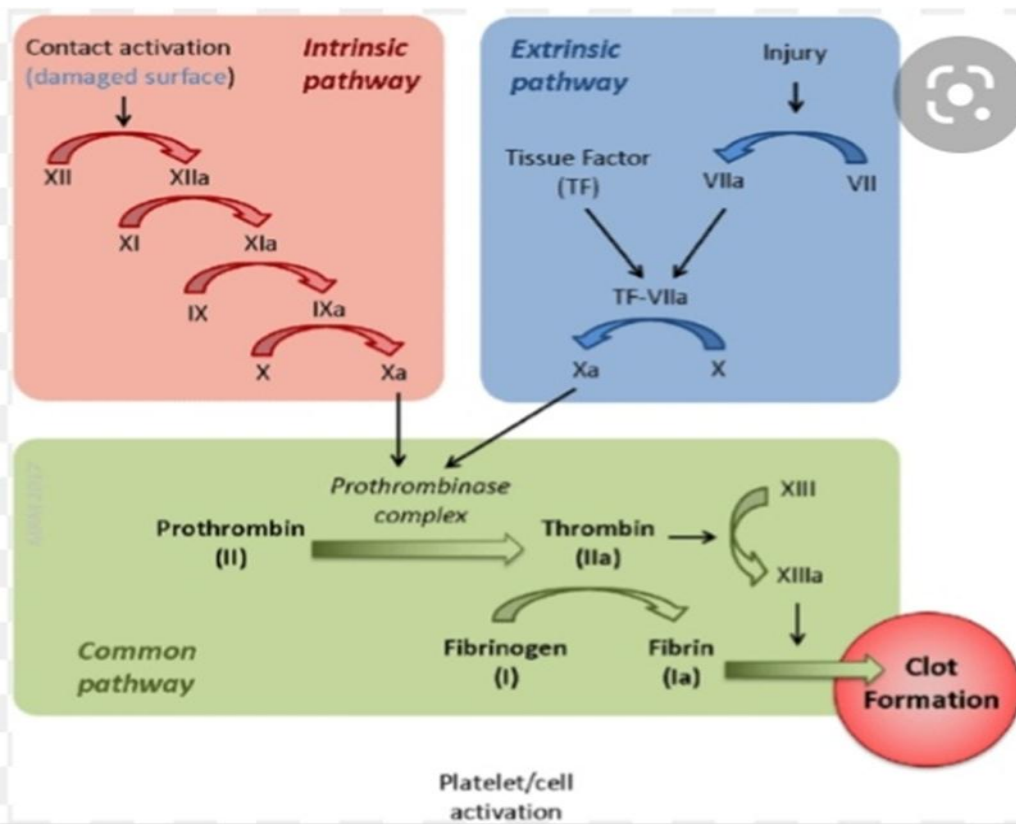 Contact activation
(damaged surface)
Intrinsic
pathway
XII
XIIa
XI
XIa
IX
IXa
X
Xa
Extrinsic
pathway
Injury
Tissue Factor
(TF)
VIIa
VII
TF-VIIa
Xa
X
Prothrombinase
complex
Prothrombin
(II)
Thrombin
(IIa)
XIII
XIIIa
Fibrinogen
(I)
Fibrin
(Ia)
Common
pathway
Clot
Formation
Platelet/cell
activation